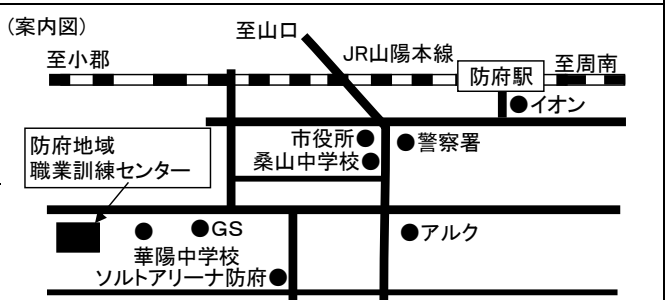 (案内図)
至山口
至小郡
JR山陽本線
防府駅
至周南
●イオン
防府地域
職業訓練センター
市役所●
●警察署
桑山中学校●
●GS
●アルク
華陽中学校
ソルトアリーナ防府●